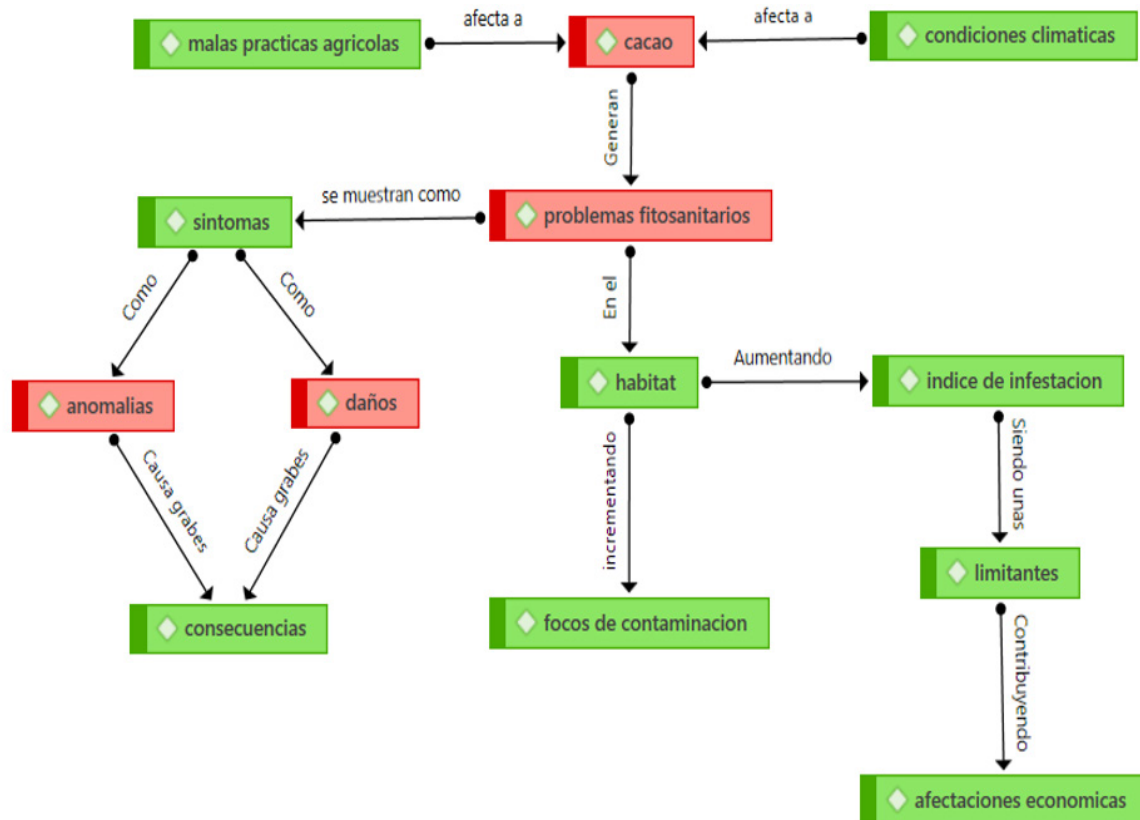 afecta a
afecta a
malas practicas agricolas
cacao
condiciones climaticas
Generan
se muestran como
sintomas
problemas fitosanitarios
Como
Como
En el
Aumentando
anomalias
daños
habitat
indice de infestacion
Causa grabes
Causa grabes
incrementando
Siendo unas
limitantes
consecuencias
focos de contaminacion
Contribuyendo
afectaciones economicas